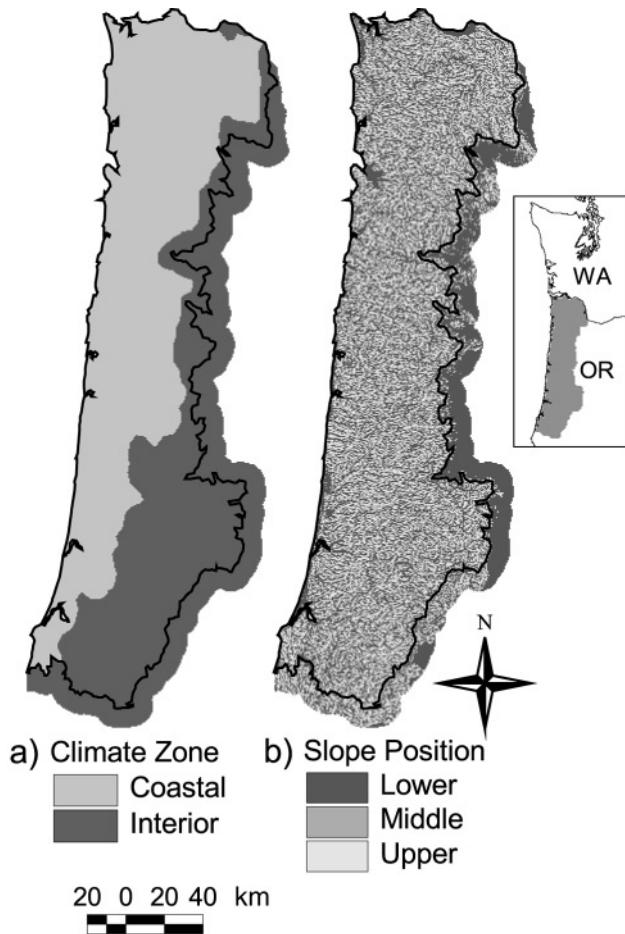 WA
OR
N
a) Climate Zone
Coastal
Interior
b) Slope Position
Lower
Middle
Upper
20 0 20 40 km